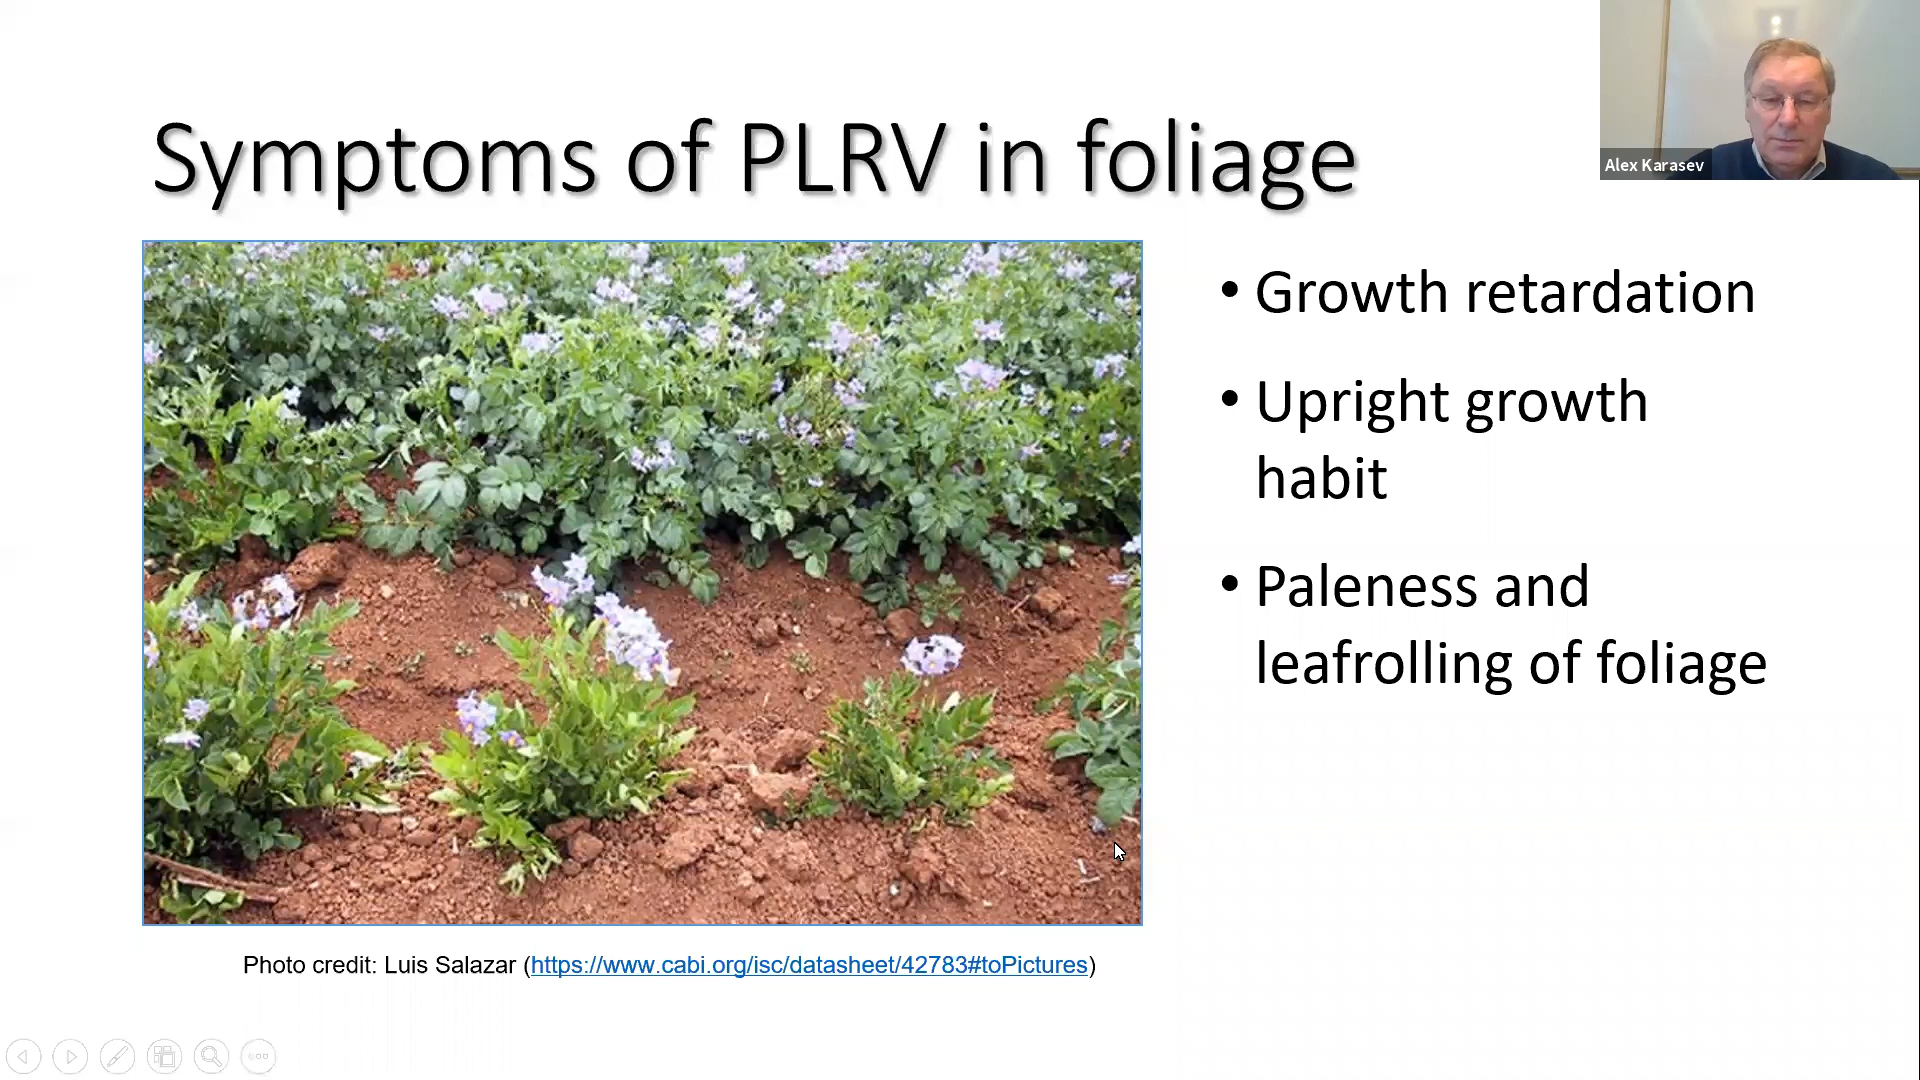 Symptoms of PLRV in foliage
Alex Karasev
• Growth retardation
• Upright growth
habit
• Paleness and
leafrolling of foliage
Photo credit: Luis Salazar (https://www.cabi.org/isc/datasheet/42783#toPictures)